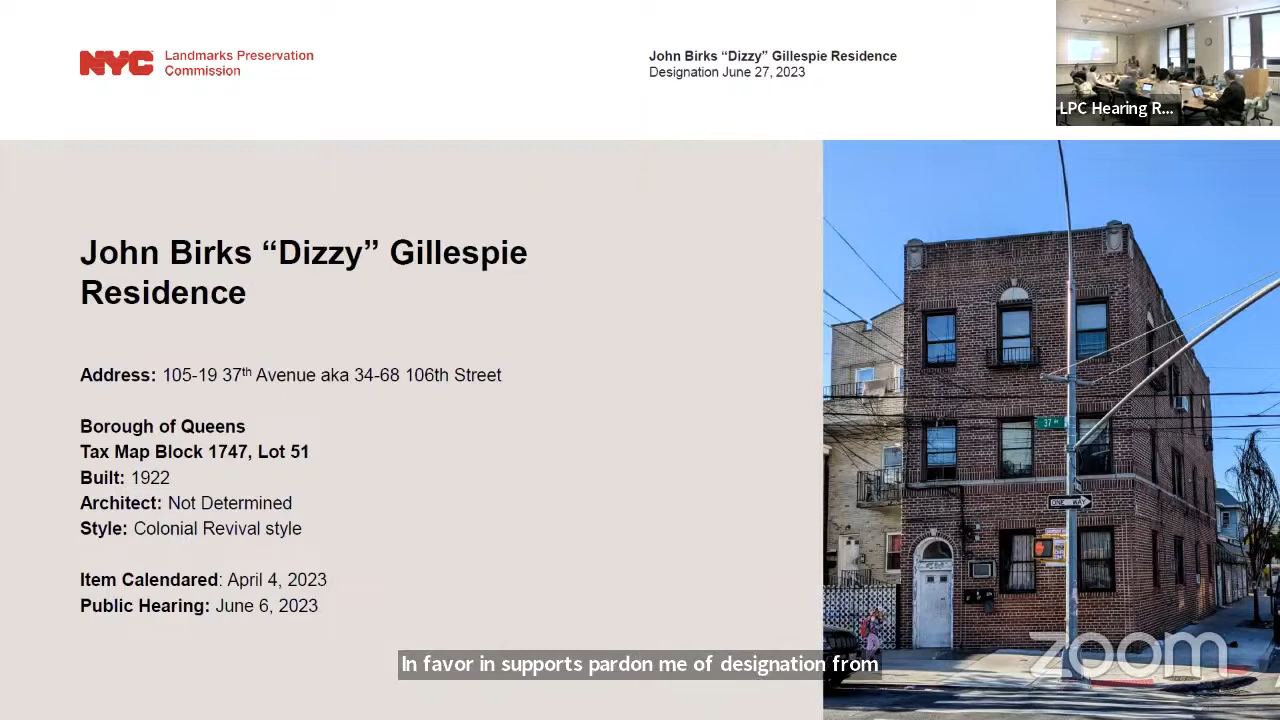 NYC Landmarks Preservation
Commission
John Birks “Dizzy” Gillespie Residence
Designation June 27, 2023
LPC Hearing R...
John Birks “Dizzy” Gillespie
Residence
Address: 105-19 37th Avenue aka 34-68 106th Street
Borough of Queens
Tax Map Block 1747, Lot 51
Built: 1922
Architect: Not Determined
Style: Colonial Revival style
Item Calendared: April 4, 2023
Public Hearing: June 6, 2023
37 AV
ONE WAY
In favor in supports pardon me of designation from
zoom